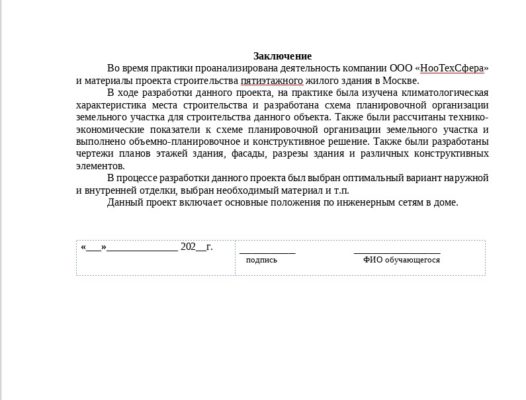 Заключение
Во время практики проанализирована деятельность компании ООО «НооТехСфера»
и материалы проекта строительства пятиэтажного жилого здания в Москве.
В ходе разработки данного проекта, на практике была изучена климатологическая
характеристика места строительства и разработана схема планировочной организации
земельного участка для строительства данного объекта. Также были рассчитаны технико-
экономические показатели к схеме планировочной организации земельного участка и
выполнено объемно-планировочное и конструктивное решение. Также были разработаны
чертежи планов этажей здания, фасады, разрезы здания и различных конструктивных
элементов.
В процессе разработки данного проекта был выбран оптимальный вариант наружной
и внутренней отделки, выбран необходимый материал и т.п.
Данный проект включает основные положения по инженерным сетям в доме.
«___»______________ 202__г.
___________ _________________
подпись ФИО обучающегося